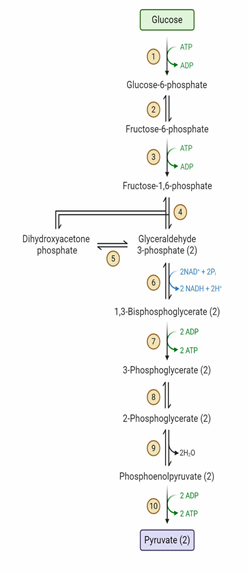 Glucose
1
ATP
ADP
Glucose-6-phosphate
2
Fructose-6-phosphate
3
ATP
ADP
Fructose-1,6-phosphate
4
Dihydroxyacetone
phosphate
5
Glyceraldehyde
3-phosphate (2)
6
2NAD⁺ + 2Pᵢ
2 NADH + 2H⁺
1,3-Bisphosphoglycerate (2)
7
2 ADP
2 ATP
3-Phosphoglycerate (2)
8
2-Phosphoglycerate (2)
9
2H₂O
Phosphoenolpyruvate (2)
10
2 ADP
2 ATP
Pyruvate (2)